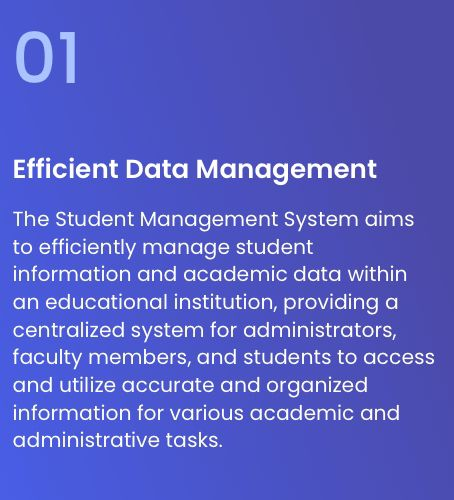 01
Efficient Data Management
The Student Management System aims
to efficiently manage student
information and academic data within
an educational institution, providing a
centralized system for administrators,
faculty members, and students to access
and utilize accurate and organized
information for various academic and
administrative tasks.